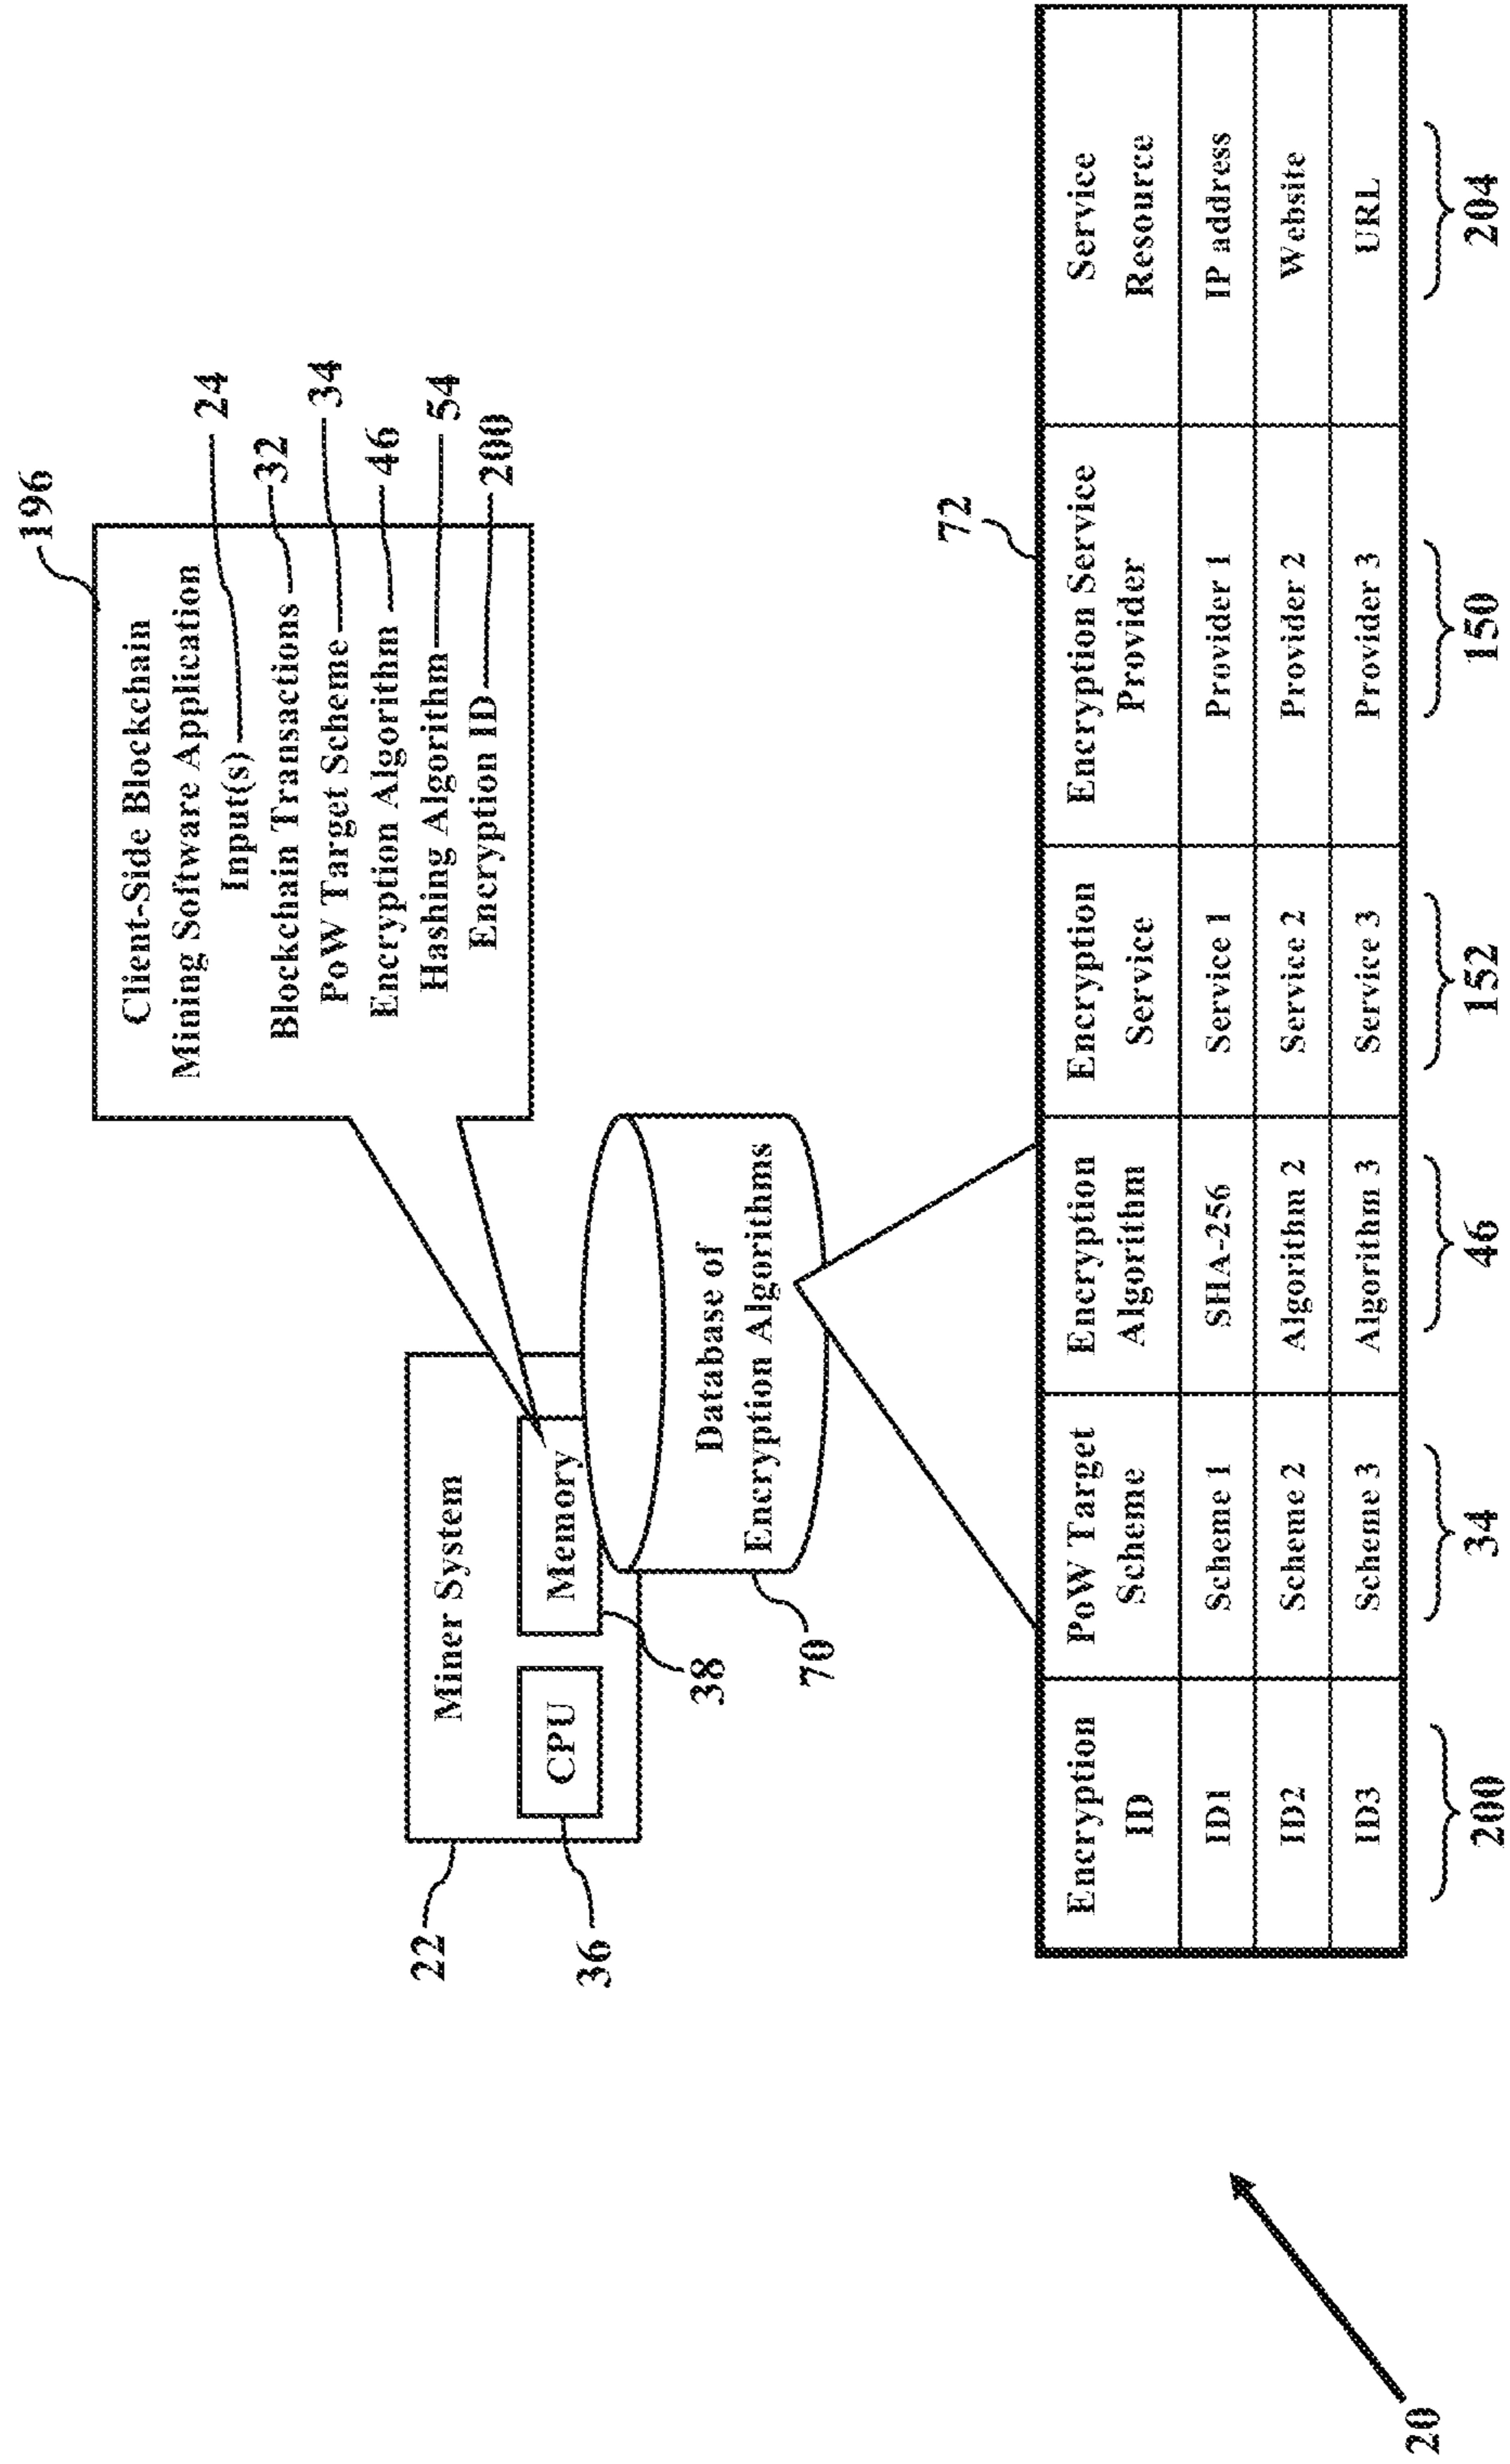 196
Client-Side Blockchain
Mining Software Application
Input(s) 24
Blockchain Transactions 32
PoW Target Scheme 34
Encryption Algorithm 46
Hashing Algorithm 54
Encryption ID 200
22
Miner System
36
CPU
Memory
38
Database of
Encryption Algorithms
70
72
Encryption ID PoW Target Scheme Encryption Algorithm Encryption Service Encryption Service Provider Service Resource
ID1 Scheme 1 SHA-256 Service 1 Provider 1 IP address
ID2 Scheme 2 Algorithm 2 Service 2 Provider 2 Website
ID3 Scheme 3 Algorithm 3 Service 3 Provider 3 URL
200 34 46 152 150 204
20